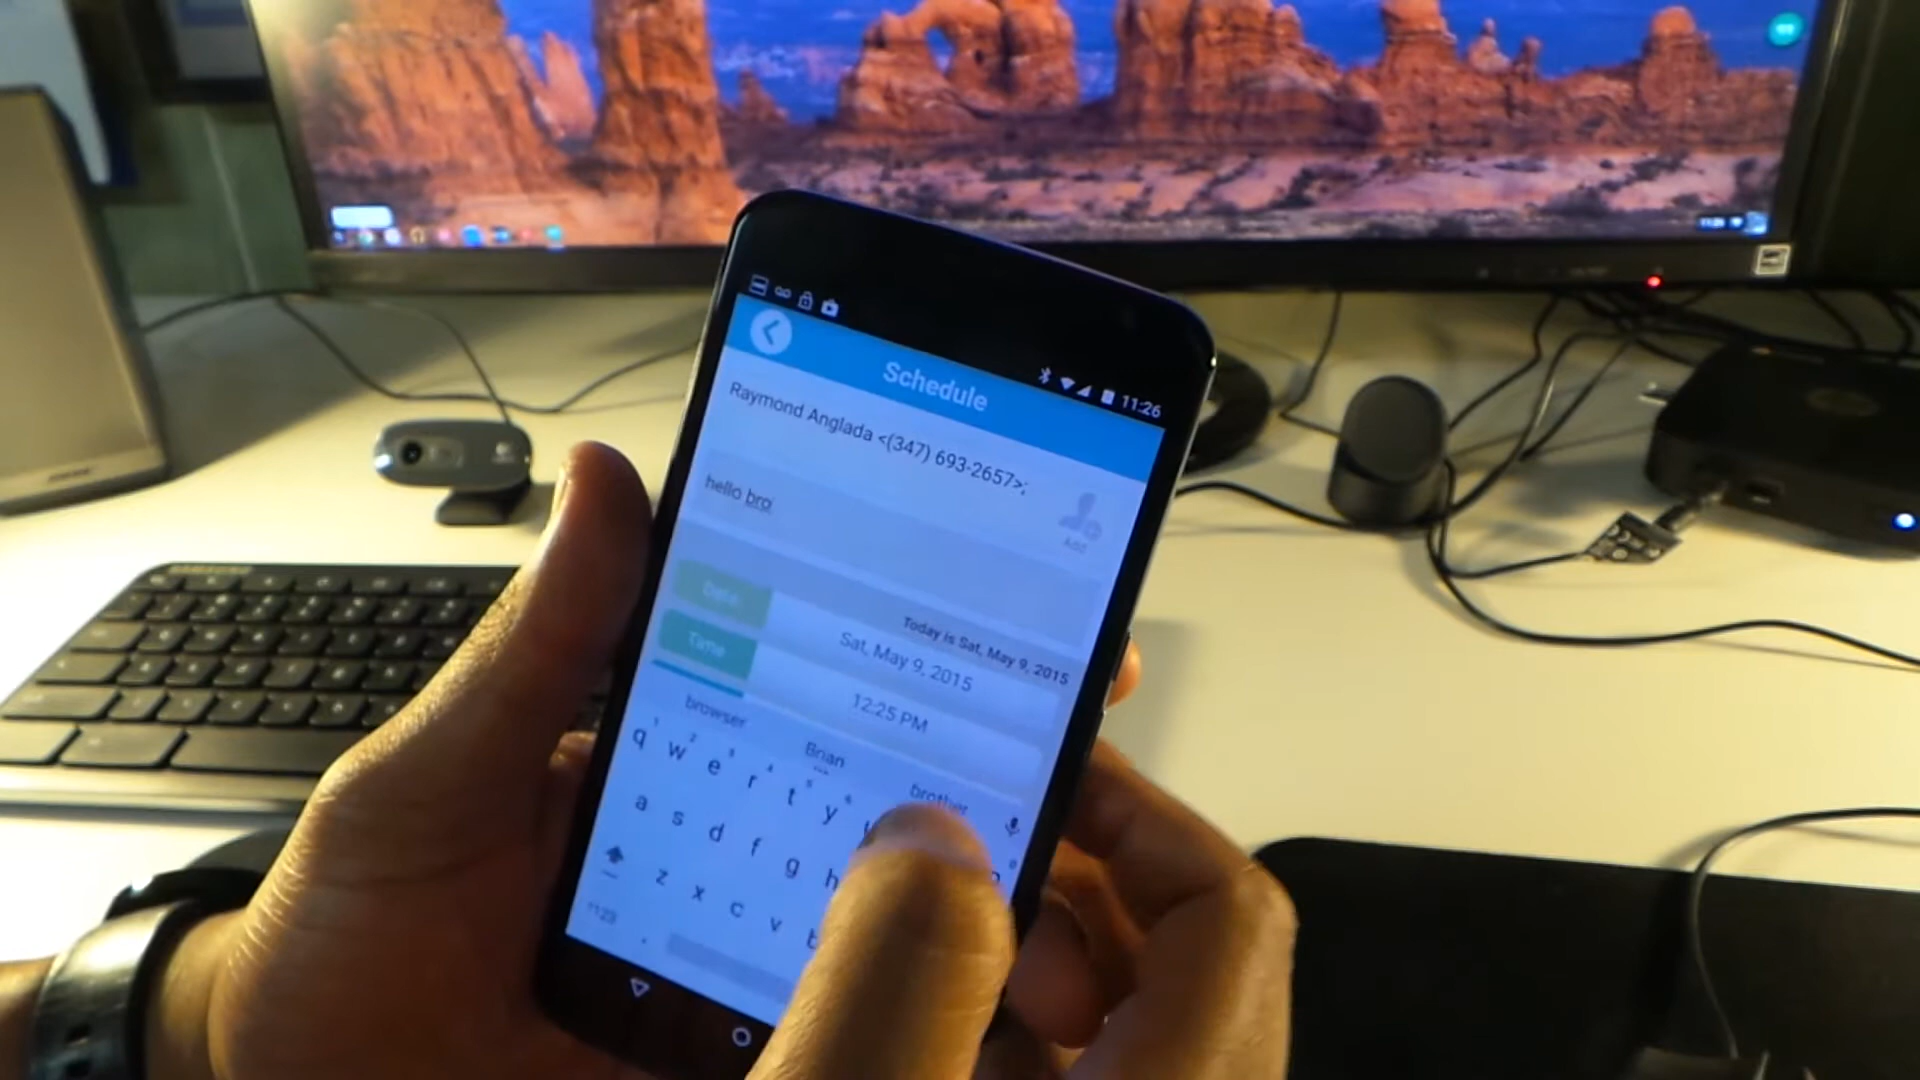 11:26
Schedule
Raymond Anglada <(347) 693-2657>;
hello bro
Add
Today is Sat, May 9, 2015
Date
Sat, May 9, 2015
Time
12:25 PM
browser Brian brother
q w e r t y
a s d f g h
z x c v b
?123
SAMSUNG